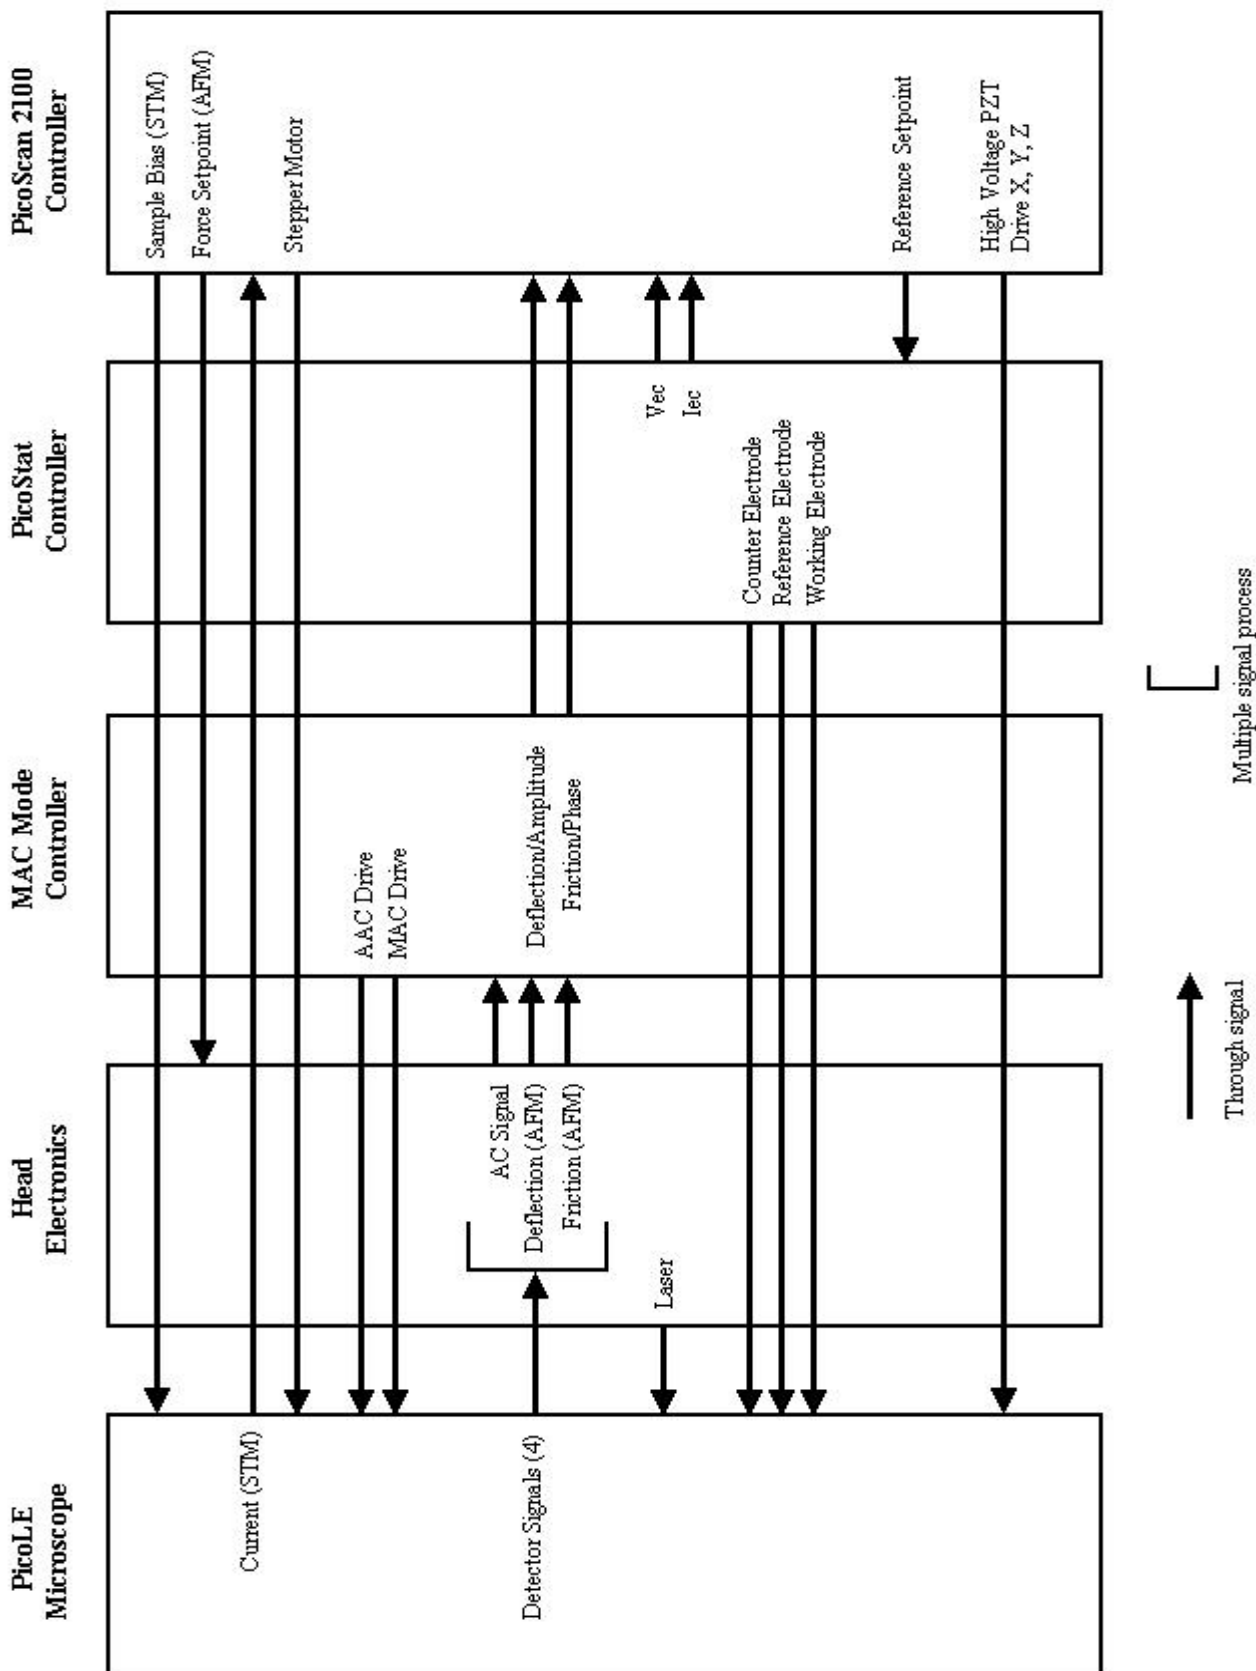 PicoLE
Microscope
Head
Electronics
MAC Mode
Controller
PicoStat
Controller
PicoScan 2100
Controller
Sample Bias (STM)
Force Setpoint (AFM)
Current (STM)
Stepper Motor
AAC Drive
MAC Drive
AC Signal
Detector Signals (4)
Deflection (AFM)
Deflection/Amplitude
Friction (AFM)
Friction/Phase
Laser
Vec
Iec
Counter Electrode
Reference Electrode
Working Electrode
Reference Setpoint
High Voltage PZT
Drive X, Y, Z
Through signal
Multiple signal process